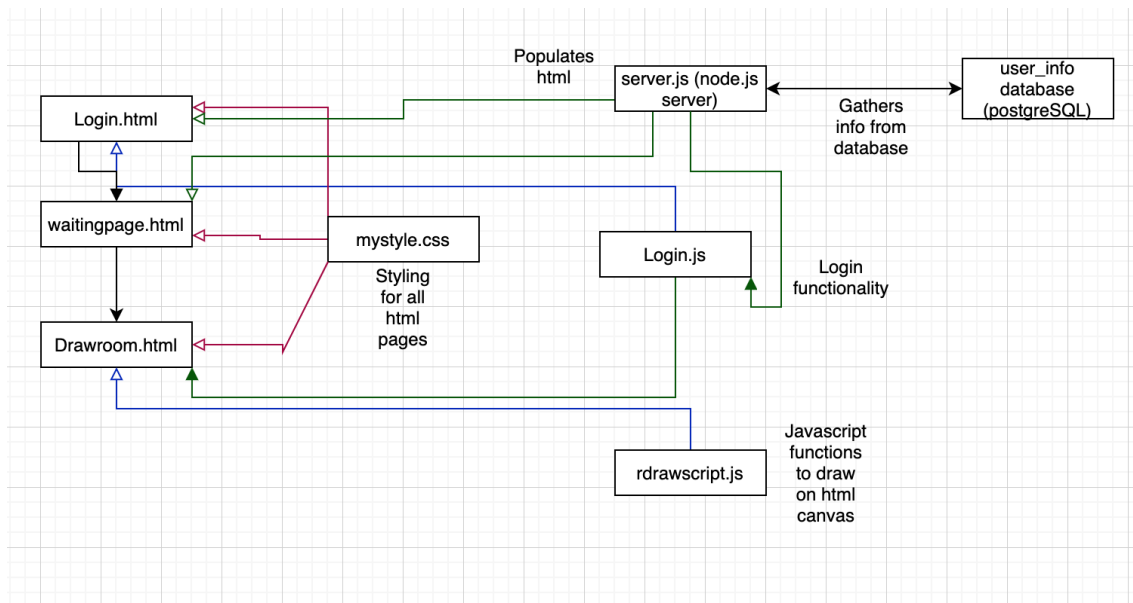 Populates
html
server.js (node.js
server)
user_info
database
(postgreSQL)
Gathers
info from
database
Login.html
waitingpage.html
mystyle.css
Styling
for all
html
pages
Login.js
Login
functionality
Drawroom.html
rdrawscript.js
Javascript
functions
to draw
on html
canvas